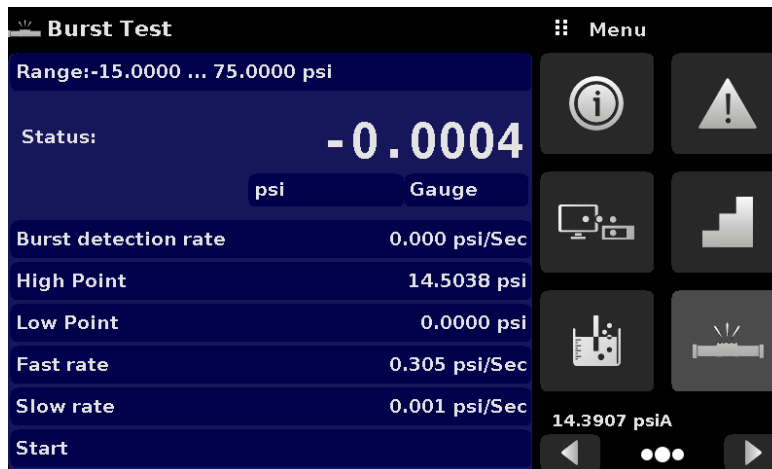 Burst Test
Menu
Range:-15.0000 ... 75.0000 psi
Status:
-0.0004
psi
Gauge
Burst detection rate 0.000 psi/Sec
High Point 14.5038 psi
Low Point 0.0000 psi
Fast rate 0.305 psi/Sec
Slow rate 0.001 psi/Sec
Start
14.3907 psiA